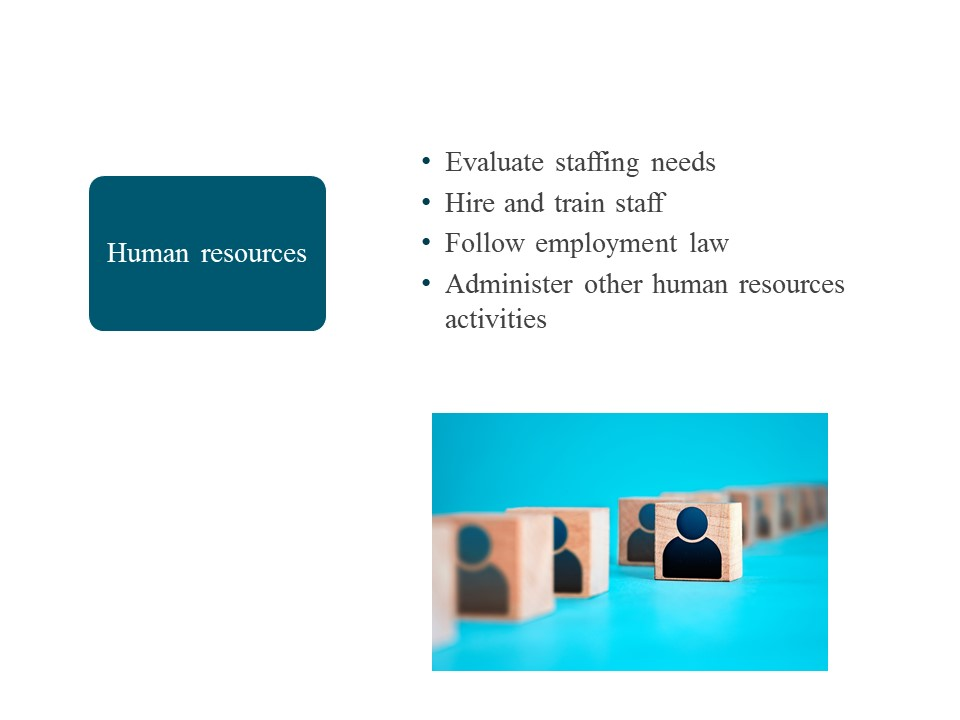 Human resources
• Evaluate staffing needs
• Hire and train staff
• Follow employment law
• Administer other human resources
activities